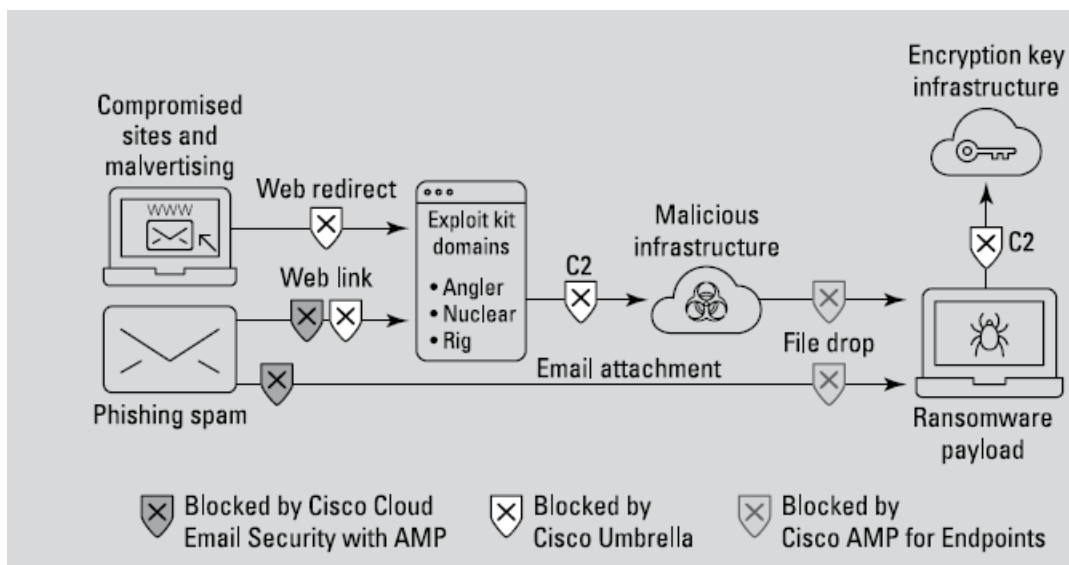 Encryption key
infrastructure
Compromised
sites and
malvertising
WWW
Web redirect
Exploit kit
domains
• Angler
• Nuclear
• Rig
Malicious
infrastructure
C2
C2
Web link
File drop
Email attachment
Phishing spam
Ransomware
payload
Blocked by Cisco Cloud
Email Security with AMP
Blocked by
Cisco Umbrella
Blocked by
Cisco AMP for Endpoints